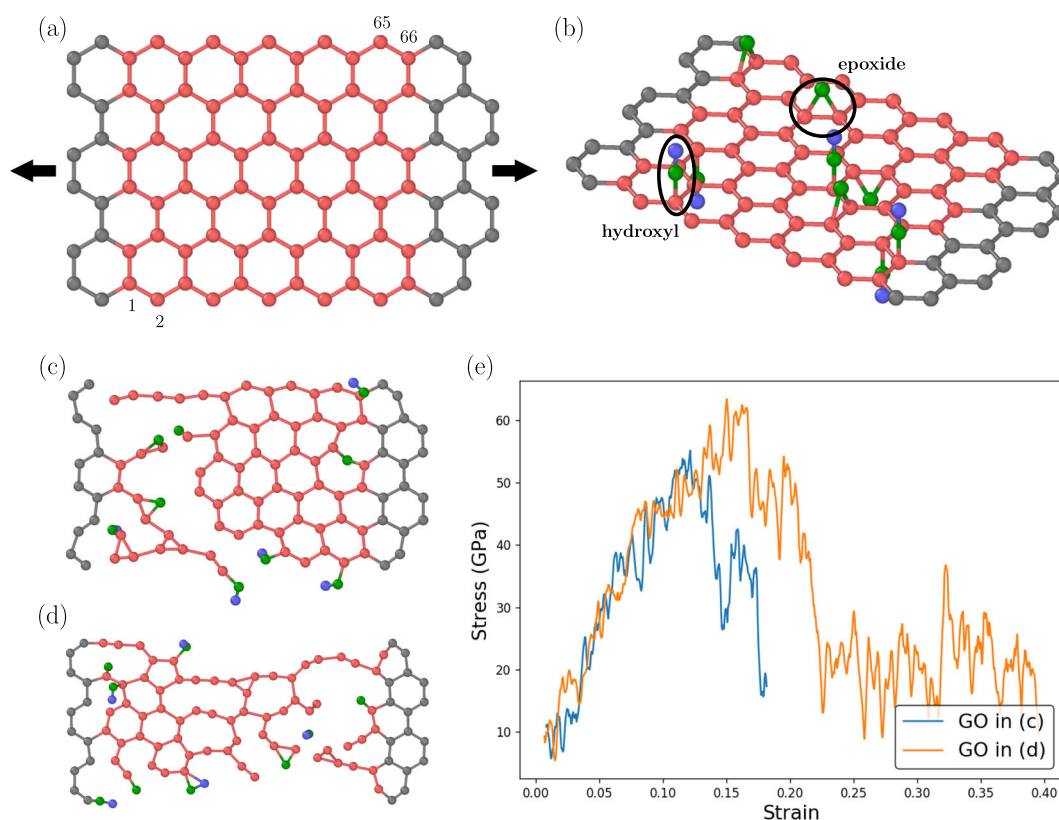 (a)
65
66
1
2
(b)
epoxide
hydroxyl
(c)
(d)
(e)
Stress (GPa)
60
50
40
30
20
10
GO in (c)
GO in (d)
0.00 0.05 0.10 0.15 0.20 0.25 0.30 0.35 0.40
Strain